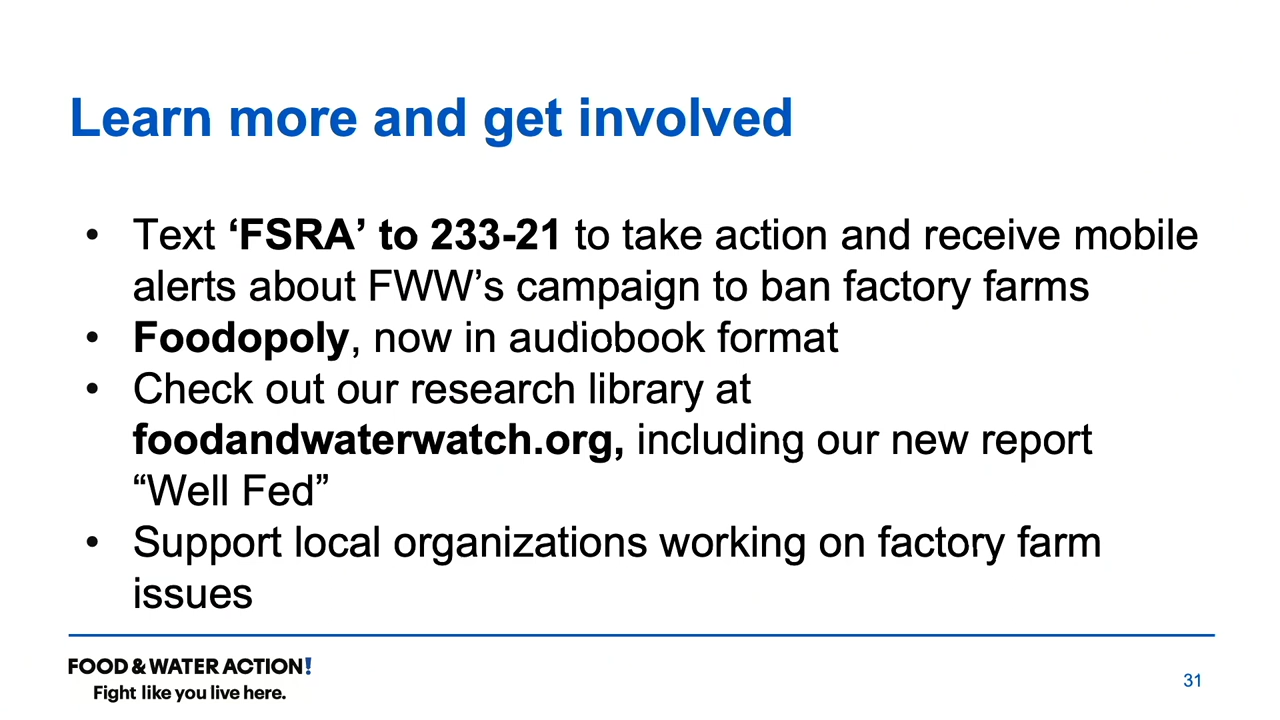 Learn more and get involved
• Text ‘FSRA’ to 233-21 to take action and receive mobile
alerts about FWW’s campaign to ban factory farms
• Foodopoly, now in audiobook format
• Check out our research library at
foodandwaterwatch.org, including our new report
“Well Fed”
• Support local organizations working on factory farm
issues
FOOD & WATER ACTION!
Fight like you live here.
31